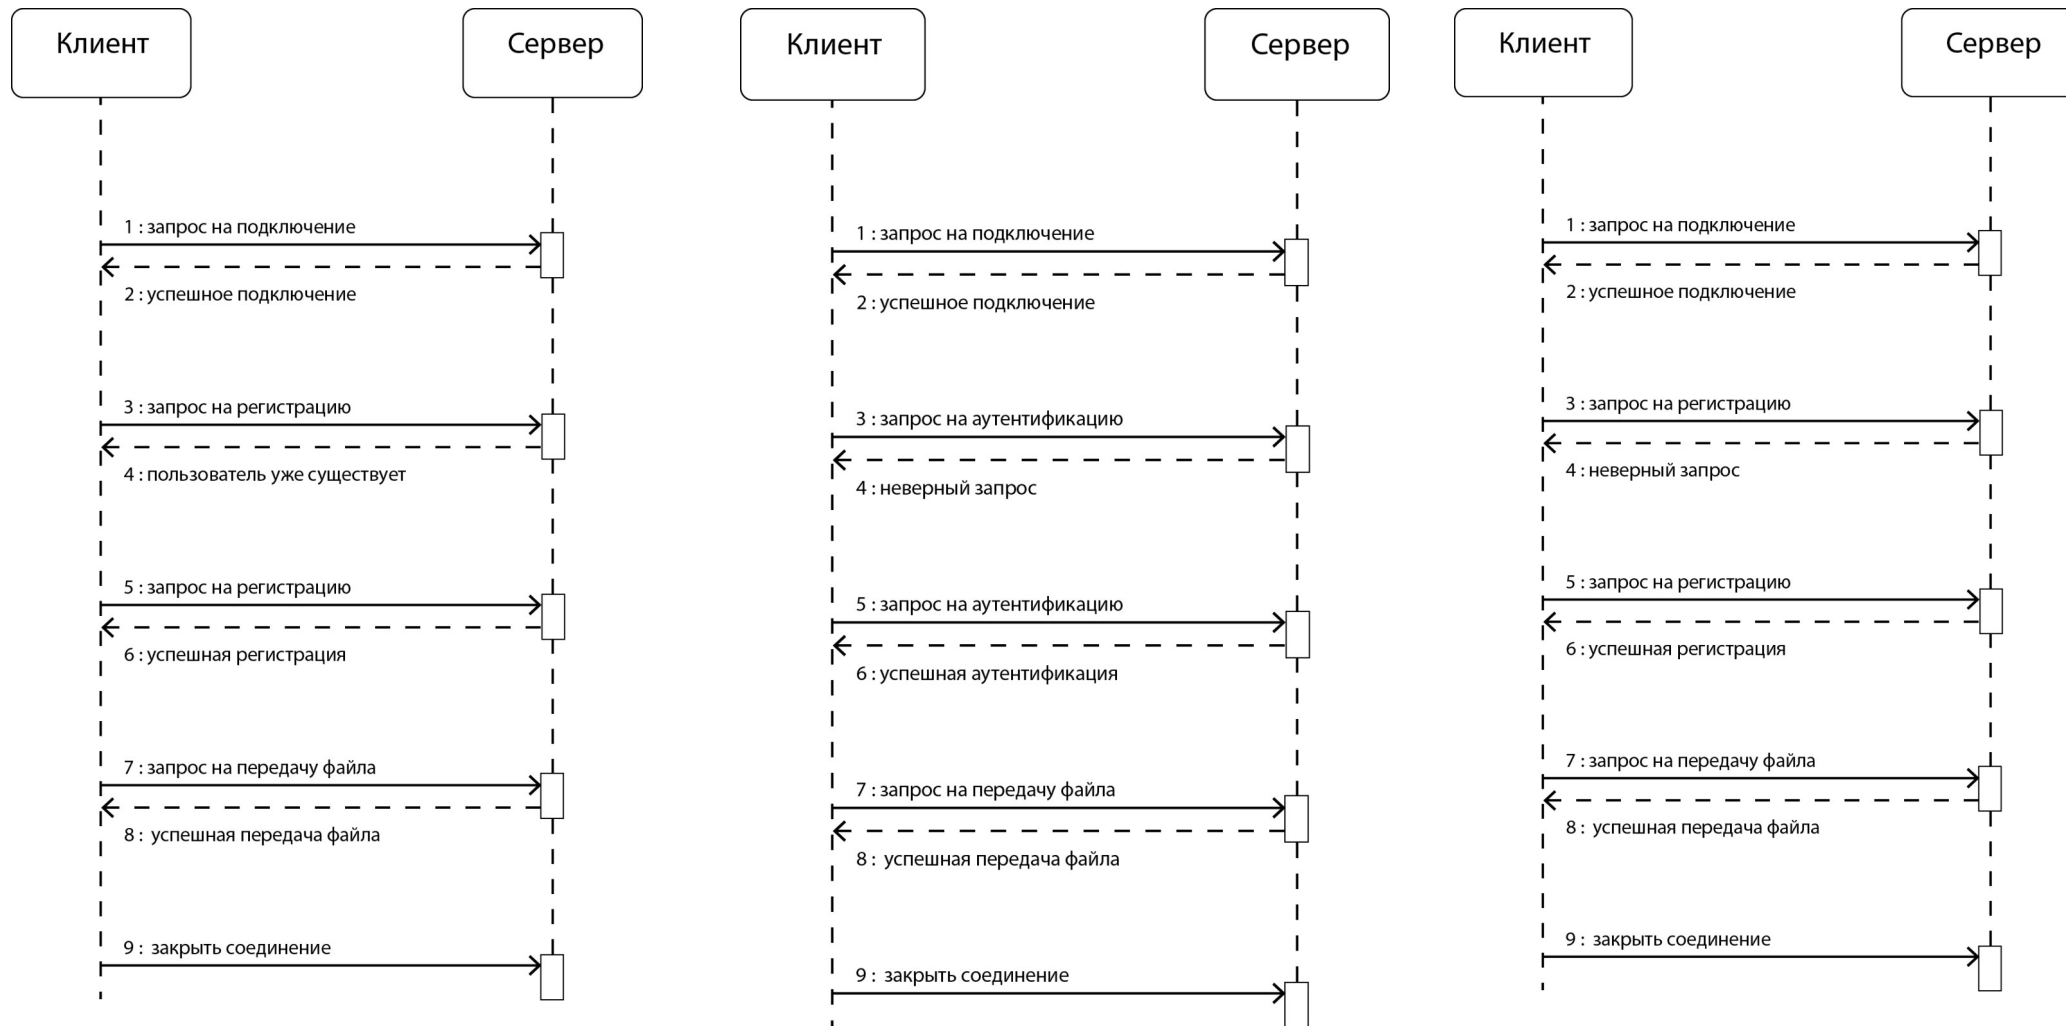 Клиент
Сервер
1 : запрос на подключение
2 : успешное подключение
3 : запрос на регистрацию
4 : пользователь уже существует
5 : запрос на регистрацию
6 : успешная регистрация
7 : запрос на передачу файла
8 : успешная передача файла
9 : закрыть соединение
Клиент
Сервер
1 : запрос на подключение
2 : успешное подключение
3 : запрос на аутентификацию
4 : неверный запрос
5 : запрос на аутентификацию
6 : успешная аутентификация
7 : запрос на передачу файла
8 : успешная передача файла
9 : закрыть соединение
Клиент
Сервер
1 : запрос на подключение
2 : успешное подключение
3 : запрос на регистрацию
4 : неверный запрос
5 : запрос на регистрацию
6 : успешная регистрация
7 : запрос на передачу файла
8 : успешная передача файла
9 : закрыть соединение